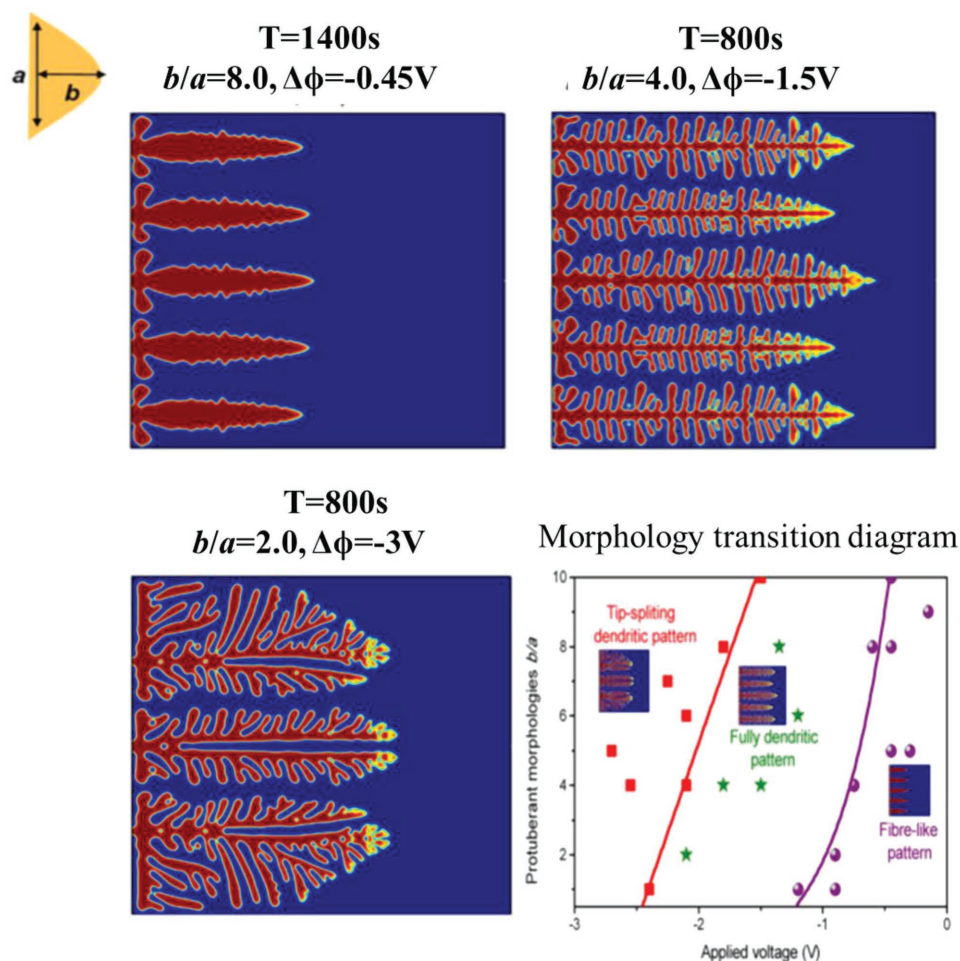 a
b
T=1400s
b/a=8.0, Δϕ=-0.45V
T=800s
b/a=4.0, Δϕ=-1.5V
T=800s
b/a=2.0, Δϕ=-3V
Morphology transition diagram
Protuberant morphologies b/a
10
8
6
4
2
Tip-spliting
dendritic pattern
Fully dendritic
pattern
Fibre-like
pattern
-3
-2
-1
0
Applied voltage (V)